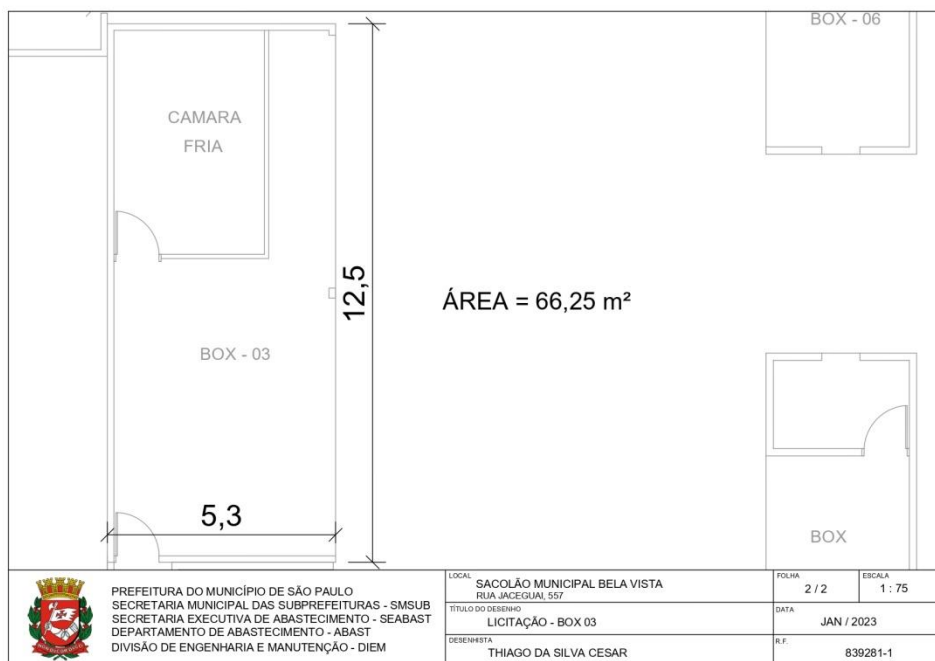 BOX - 06
CAMARA
FRIA
12,5
ÁREA = 66,25 m²
BOX - 03
5,3
BOX
PREFEITURA DO MUNICÍPIO DE SÃO PAULO
SECRETARIA MUNICIPAL DAS SUBPREFEITURAS - SMSUB
SECRETARIA EXECUTIVA DE ABASTECIMENTO - SEABAST
DEPARTAMENTO DE ABASTECIMENTO - ABAST
DIVISÃO DE ENGENHARIA E MANUTENÇÃO - DIEM
LOCAL
SACOLÃO MUNICIPAL BELA VISTA
RUA JACEGUAI, 557
TÍTULO DO DESENHO
LICITAÇÃO - BOX 03
DESENHISTA
THIAGO DA SILVA CESAR
FOLHA
2 / 2
ESCALA
1 : 75
DATA
JAN / 2023
R.F.
839281-1